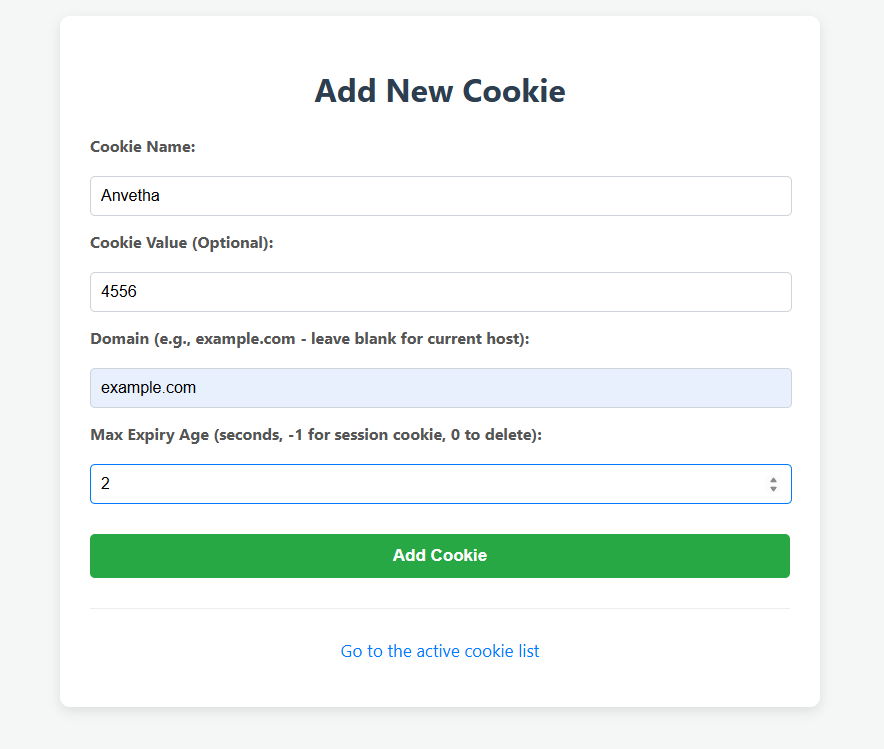 Add New Cookie
Cookie Name:
Anvetha
Cookie Value (Optional):
4556
Domain (e.g., example.com - leave blank for current host):
example.com
Max Expiry Age (seconds, -1 for session cookie, 0 to delete):
2
Add Cookie
Go to the active cookie list